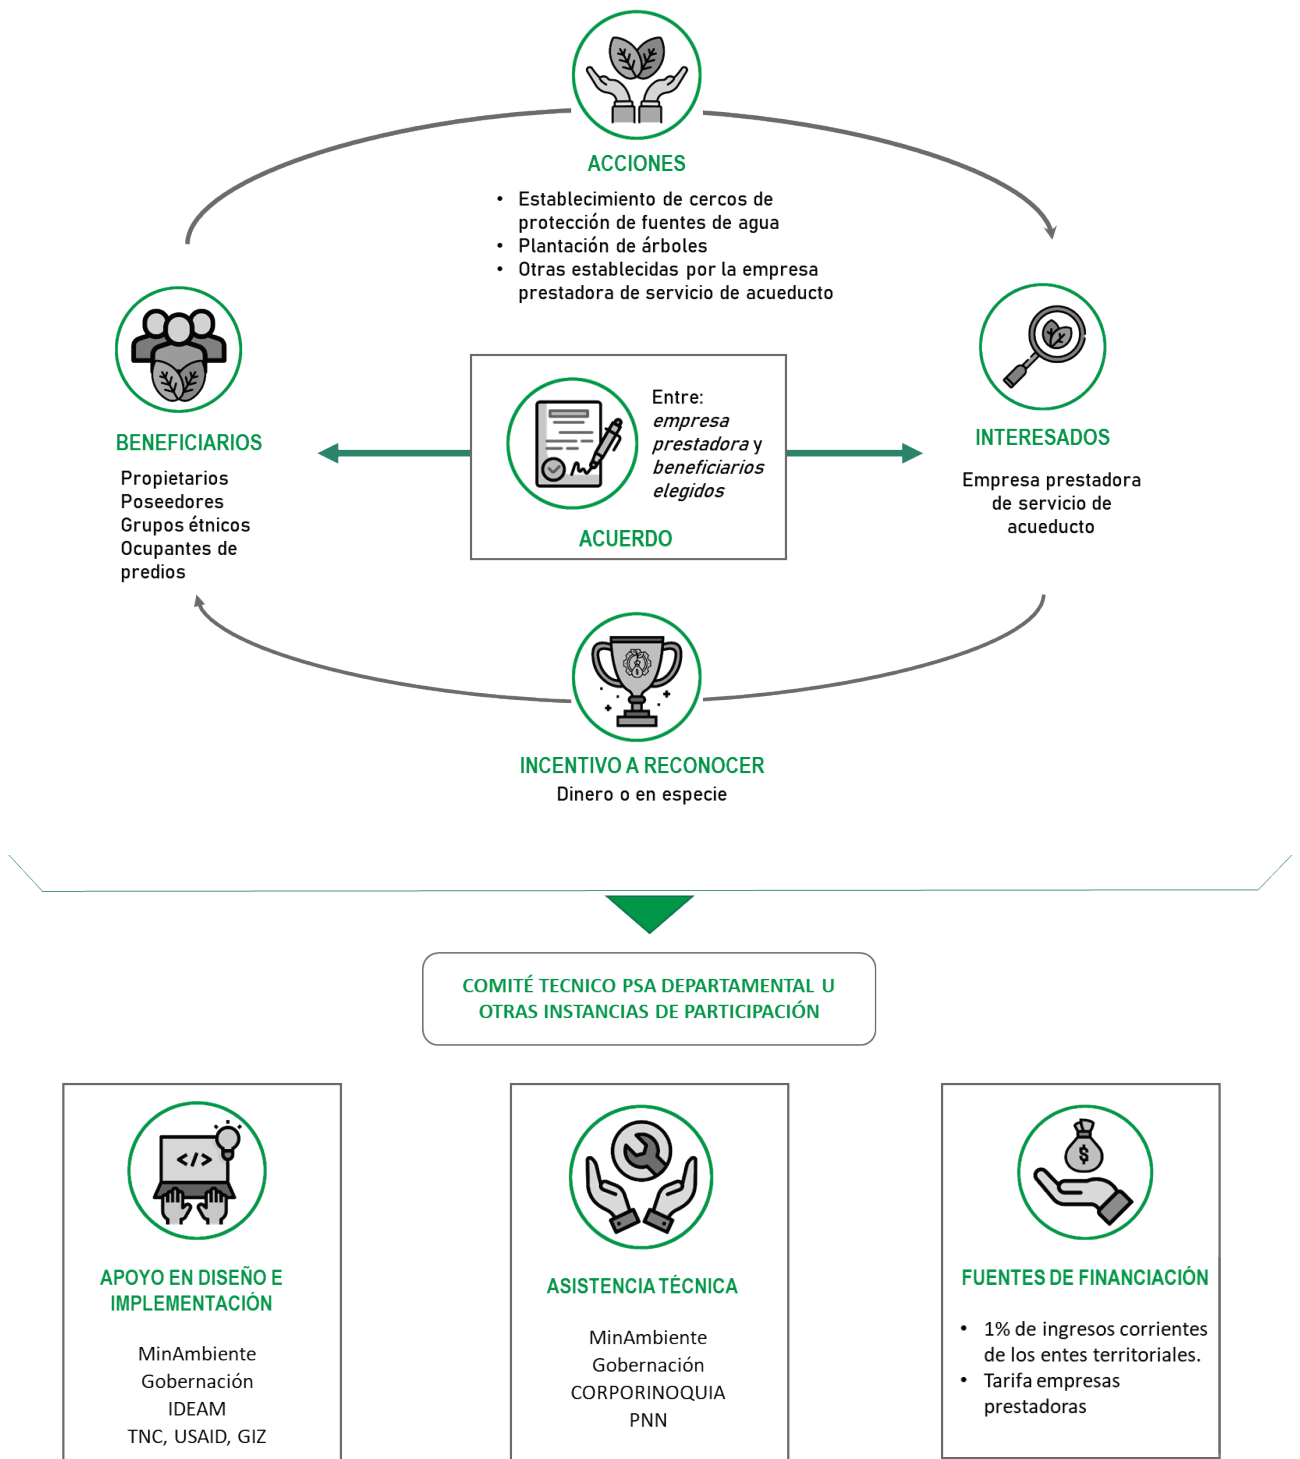 ACCIONES
• Establecimiento de cercos de
protección de fuentes de agua
• Plantación de árboles
• Otras establecidas por la empresa
prestadora de servicio de acueducto
BENEFICIARIOS
Propietarios
Poseedores
Grupos étnicos
Ocupantes de
predios
Entre:
empresa
prestadora y
beneficiarios
elegidos
ACUERDO
INTERESADOS
Empresa prestadora
de servicio de
acueducto
INCENTIVO A RECONOCER
Dinero o en especie
COMITÉ TECNICO PSA DEPARTAMENTAL U
OTRAS INSTANCIAS DE PARTICIPACIÓN
</>
APOYO EN DISEÑO E
IMPLEMENTACIÓN
MinAmbiente
Gobernación
IDEAM
TNC, USAID, GIZ
ASISTENCIA TÉCNICA
MinAmbiente
Gobernación
CORPORINOQUIA
PNN
$
FUENTES DE FINANCIACIÓN
• 1% de ingresos corrientes
de los entes territoriales.
• Tarifa empresas
prestadoras